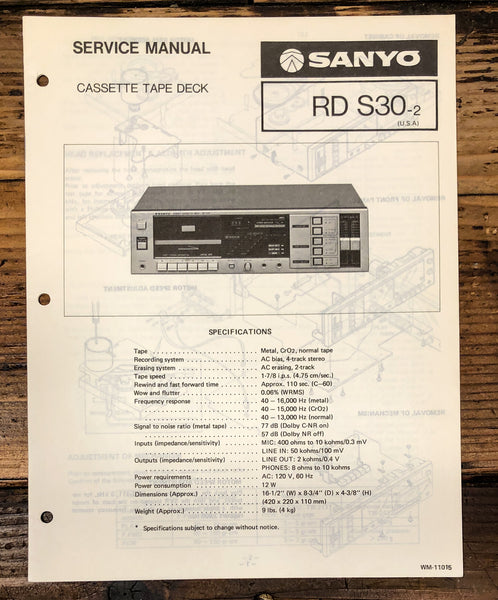 SERVICE MANUAL
CASSETTE TAPE DECK
SANYO
RD S30-2
(U.S.A)
SANYO
SPECIFICATIONS
Tape . . . . . . . . . . . . . . . . . . . . Metal, CrO2, normal tape
Recording system . . . . . . . . . . . . . . . . . . . . AC bias, 4-track stereo
Erasing system . . . . . . . . . . . . . . . . . . . . AC erasing, 2-track
Tape speed . . . . . . . . . . . . . . . . . . . . 1-7/8 i.p.s. (4.75 cm/sec.)
Rewind and fast forward time . . . . . . . . . . Approx. 110 sec. (C-60)
Wow and flutter . . . . . . . . . . . . . . . . . . . . 0.06% (WRMS)
Frequency response . . . . . . . . . . . . . . . . . . . . 40 – 16,000 Hz (metal)
40 – 15,000 Hz (CrO2)
40 – 13,000 Hz (normal)
Signal to noise ratio (metal tape) . . . . . . . . . . 77 dB (Dolby C-NR on)
57 dB (Dolby NR off)
Inputs (impedance/sensitivity) . . . . . . . . . . MIC: 400 ohms to 10 kohms/0.3 mV
LINE IN: 50 kohms/100 mV
Outputs (impedance/sensitivity) . . . . . . . . . . LINE OUT: 2 kohms/0.4 V
PHONES: 8 ohms to 10 kohms
Power requirements . . . . . . . . . . . . . . . . . . . . AC: 120 V, 60 Hz
Power consumption . . . . . . . . . . . . . . . . . . . . 12 W
Dimensions (Approx.) . . . . . . . . . . . . . . . . . . . . 16-1/2'' (W) x 8-3/4'' (D) x 4-3/8'' (H)
(420 x 220 x 110 mm)
Weight (Approx.) . . . . . . . . . . . . . . . . . . . . 9 lbs. (4 kg)
* Specifications subject to change without notice.
WM-11015